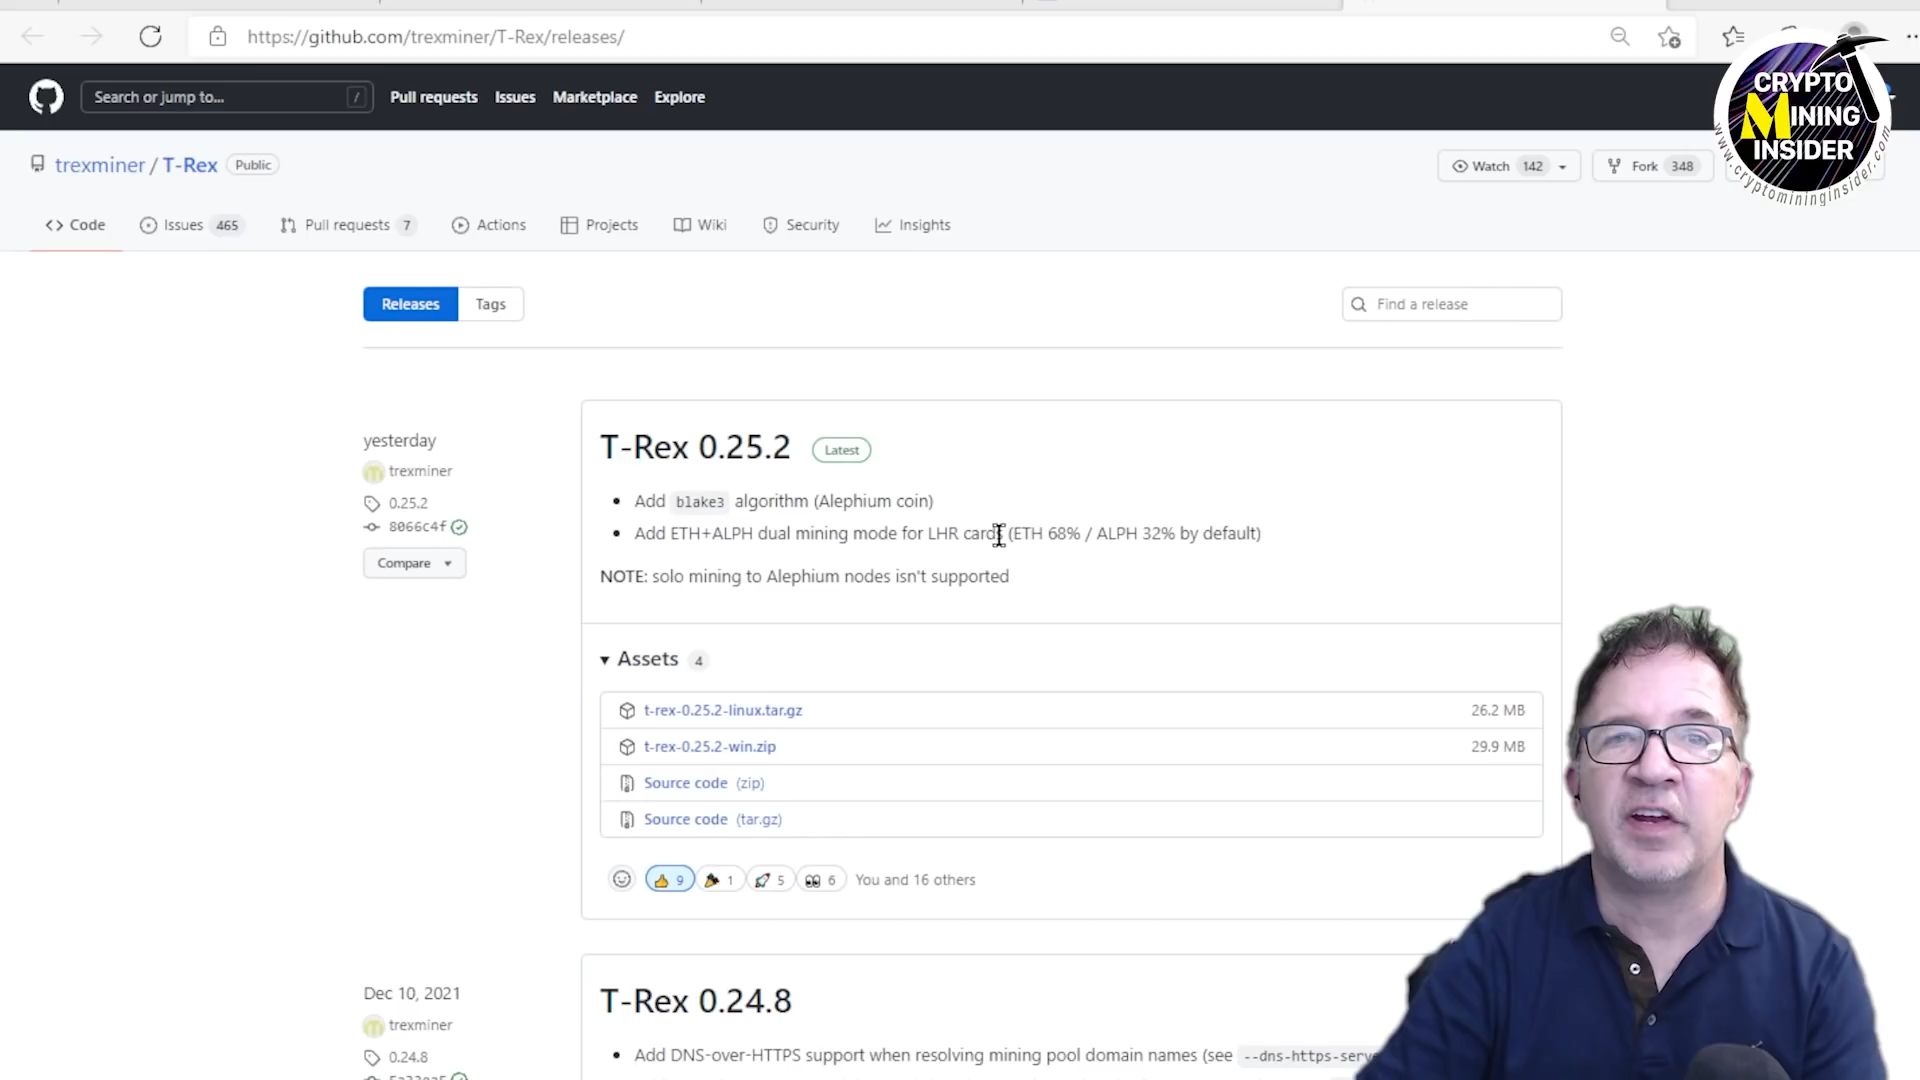 https://github.com/trexminer/T-Rex/releases/
Search or jump to... /
Pull requests Issues Marketplace Explore
CRYPTO
MINING
INSIDER
www.cryptomininginsider.com
trexminer / T-Rex Public
Watch 142
Fork 348
Code Issues 465 Pull requests 7 Actions Projects Wiki Security Insights
Releases Tags
Find a release
yesterday
trexminer
0.25.2
8066c4f
Compare
T-Rex 0.25.2 Latest
Add blake3 algorithm (Alephium coin)
Add ETH+ALPH dual mining mode for LHR cards (ETH 68% / ALPH 32% by default)
NOTE: solo mining to Alephium nodes isn't supported
Assets 4
t-rex-0.25.2-linux.tar.gz 26.2 MB
t-rex-0.25.2-win.zip 29.9 MB
Source code (zip)
Source code (tar.gz)
9 1 5 6 You and 16 others
Dec 10, 2021
trexminer
0.24.8
T-Rex 0.24.8
Add DNS-over-HTTPS support when resolving mining pool domain names (see --dns-https-serve